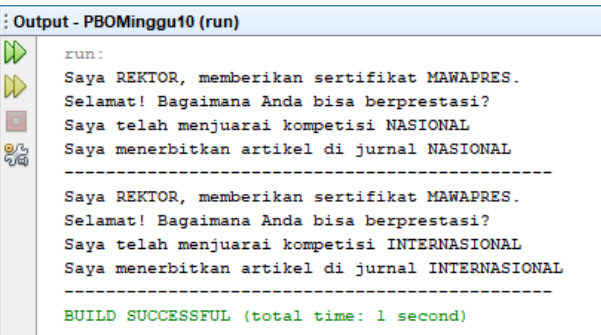 Output - PBOMinggu10 (run)
run:
Saya REKTOR, memberikan sertifikat MAWAPRES.
Selamat! Bagaimana Anda bisa berprestasi?
Saya telah menjuarai kompetisi NASIONAL
Saya menerbitkan artikel di jurnal NASIONAL
--------------------------------------------------
Saya REKTOR, memberikan sertifikat MAWAPRES.
Selamat! Bagaimana Anda bisa berprestasi?
Saya telah menjuarai kompetisi INTERNASIONAL
Saya menerbitkan artikel di jurnal INTERNASIONAL
--------------------------------------------------
BUILD SUCCESSFUL (total time: 1 second)